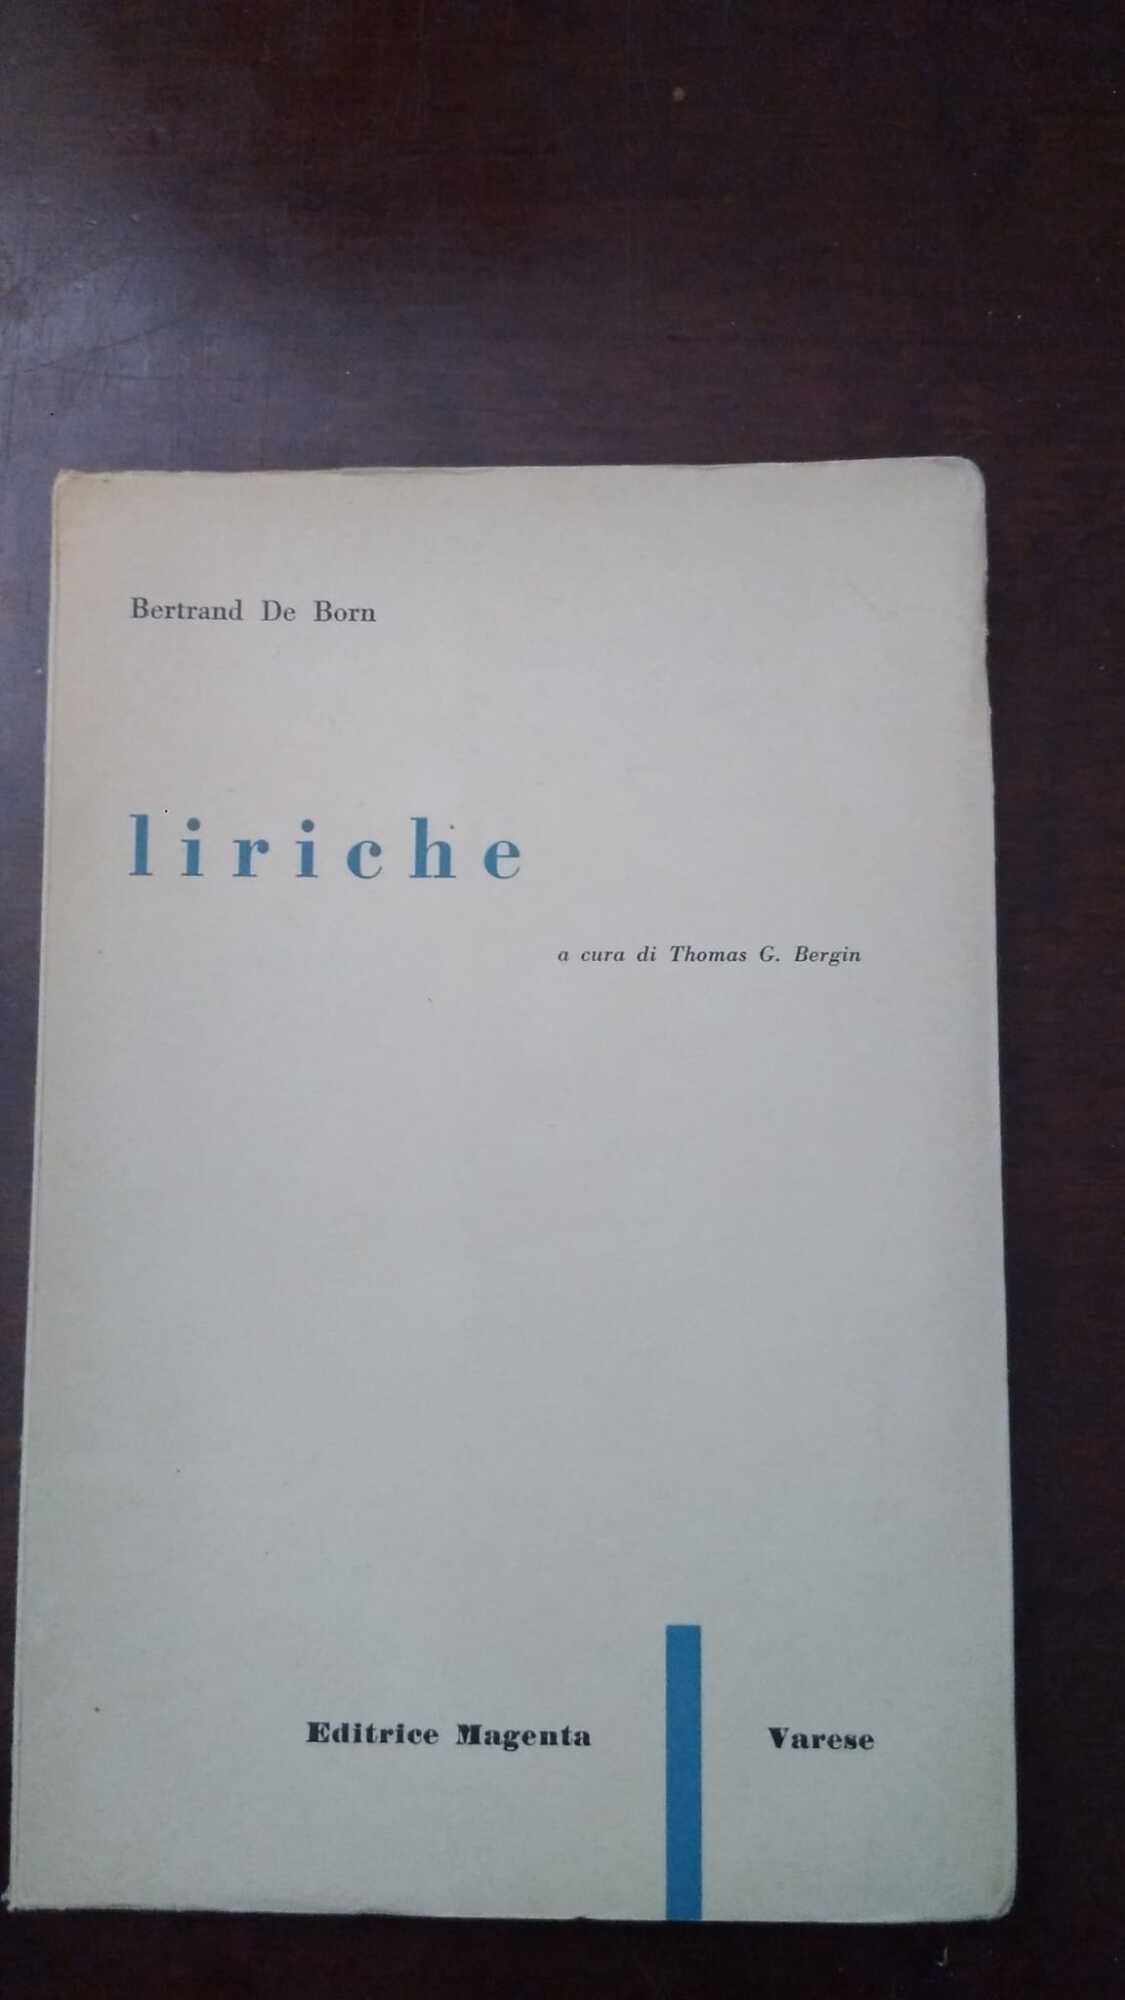 Bertrand De Born
liriche
a cura di Thomas G. Bergin
Editrice Magenta Varese